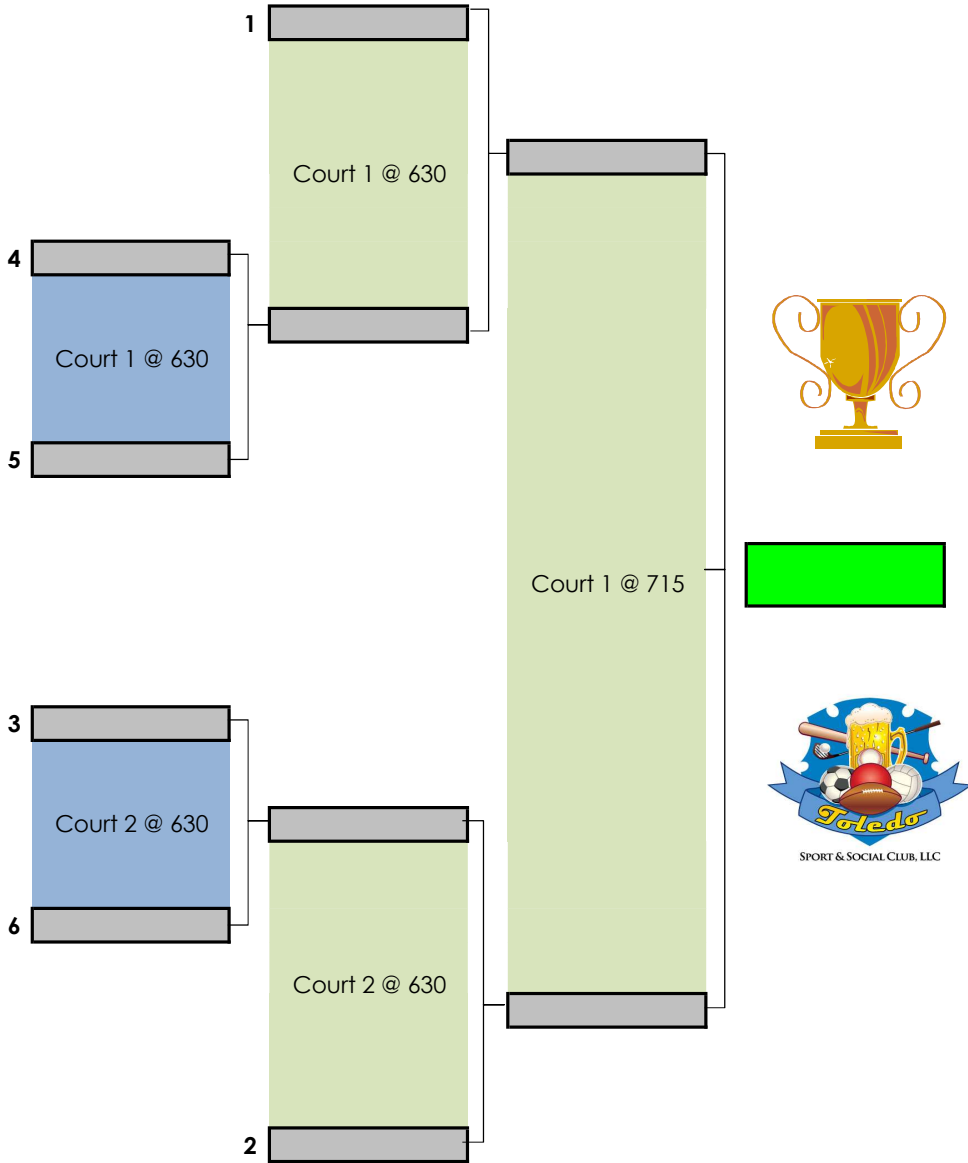 1
Court 1 @ 630
4
Court 1 @ 630
5
Court 1 @ 715
3
Court 2 @ 630
6
Court 2 @ 630
2
Toledo
SPORT & SOCIAL CLUB, LLC